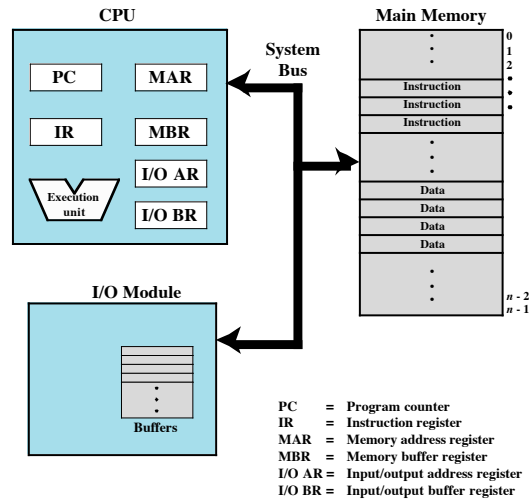 CPU
Main Memory
System
Bus
0
1
2
PC
MAR
Instruction
Instruction
Instruction
IR
MBR
I/O AR
Execution
unit
I/O BR
Data
Data
Data
Data
I/O Module
n - 2
n - 1
Buffers
PC = Program counter
IR = Instruction register
MAR = Memory address register
MBR = Memory buffer register
I/O AR = Input/output address register
I/O BR = Input/output buffer register